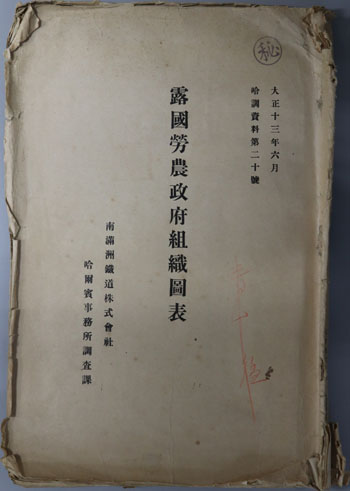 大正十三年六月
哈調資料第二十號
露國勞農政府組織圖表
南滿洲鐵道株式會社
哈爾賓事務所調查課